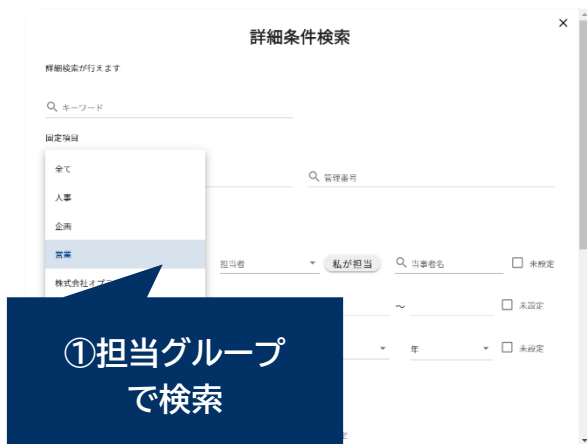 詳細条件検索
×
詳細検索が行えます
キーワード
固定項目
全て
管理番号
人事
企画
営業
担当者 私が担当 当事者名 未設定
株式会社オプ
～ 未設定
年 未設定
①担当グループ
で検索